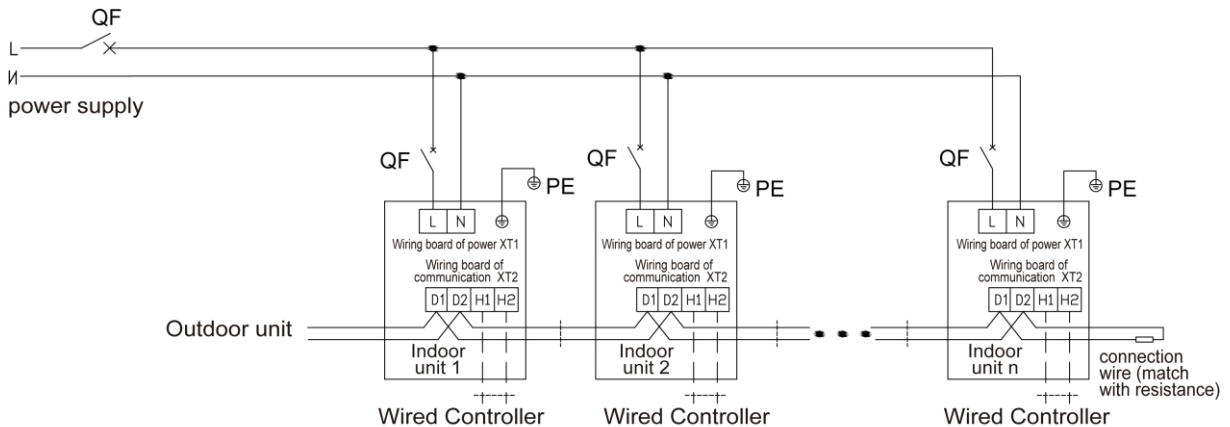 QF
L
N
power supply
QF
PE
QF
PE
QF
PE
L N
Wiring board of power XT1
Wiring board of
communication XT2
D1 D2 H1 H2
L N
Wiring board of power XT1
Wiring board of
communication XT2
D1 D2 H1 H2
L N
Wiring board of power XT1
Wiring board of
communication XT2
D1 D2 H1 H2
Outdoor unit
Indoor
unit 1
Indoor
unit 2
Indoor
unit n
connection
wire (match
with resistance)
Wired Controller
Wired Controller
Wired Controller